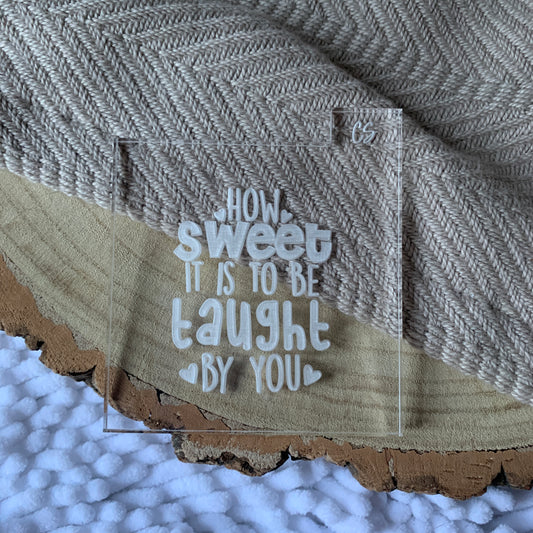 CS
HOW
sweet
IT IS TO BE
taught
BY YOU